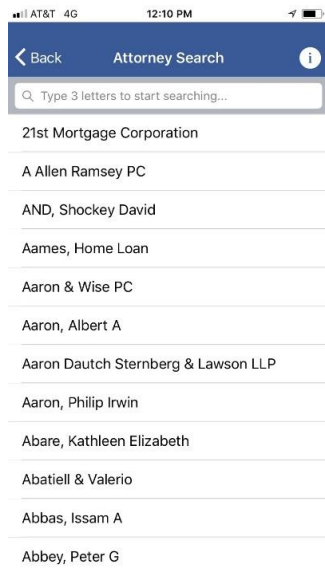 AT&T 4G 12:10 PM
Back Attorney Search i
Type 3 letters to start searching...
21st Mortgage Corporation
A Allen Ramsey PC
AND, Shockey David
Aames, Home Loan
Aaron & Wise PC
Aaron, Albert A
Aaron Dautch Sternberg & Lawson LLP
Aaron, Philip Irwin
Abare, Kathleen Elizabeth
Abatiell & Valerio
Abbas, Issam A
Abbey, Peter G